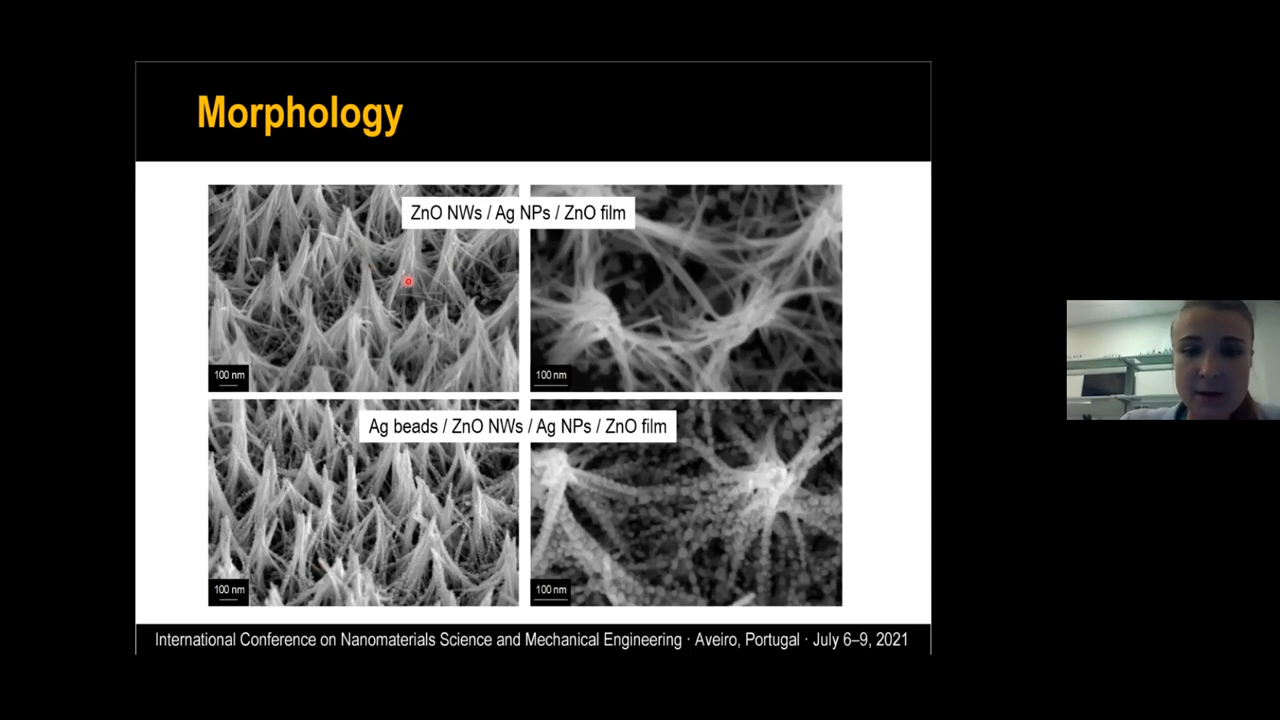 Morphology
ZnO NWs / Ag NPs / ZnO film
100 nm
100 nm
Ag beads / ZnO NWs / Ag NPs / ZnO film
100 nm
100 nm
International Conference on Nanomaterials Science and Mechanical Engineering · Aveiro, Portugal · July 6–9, 2021